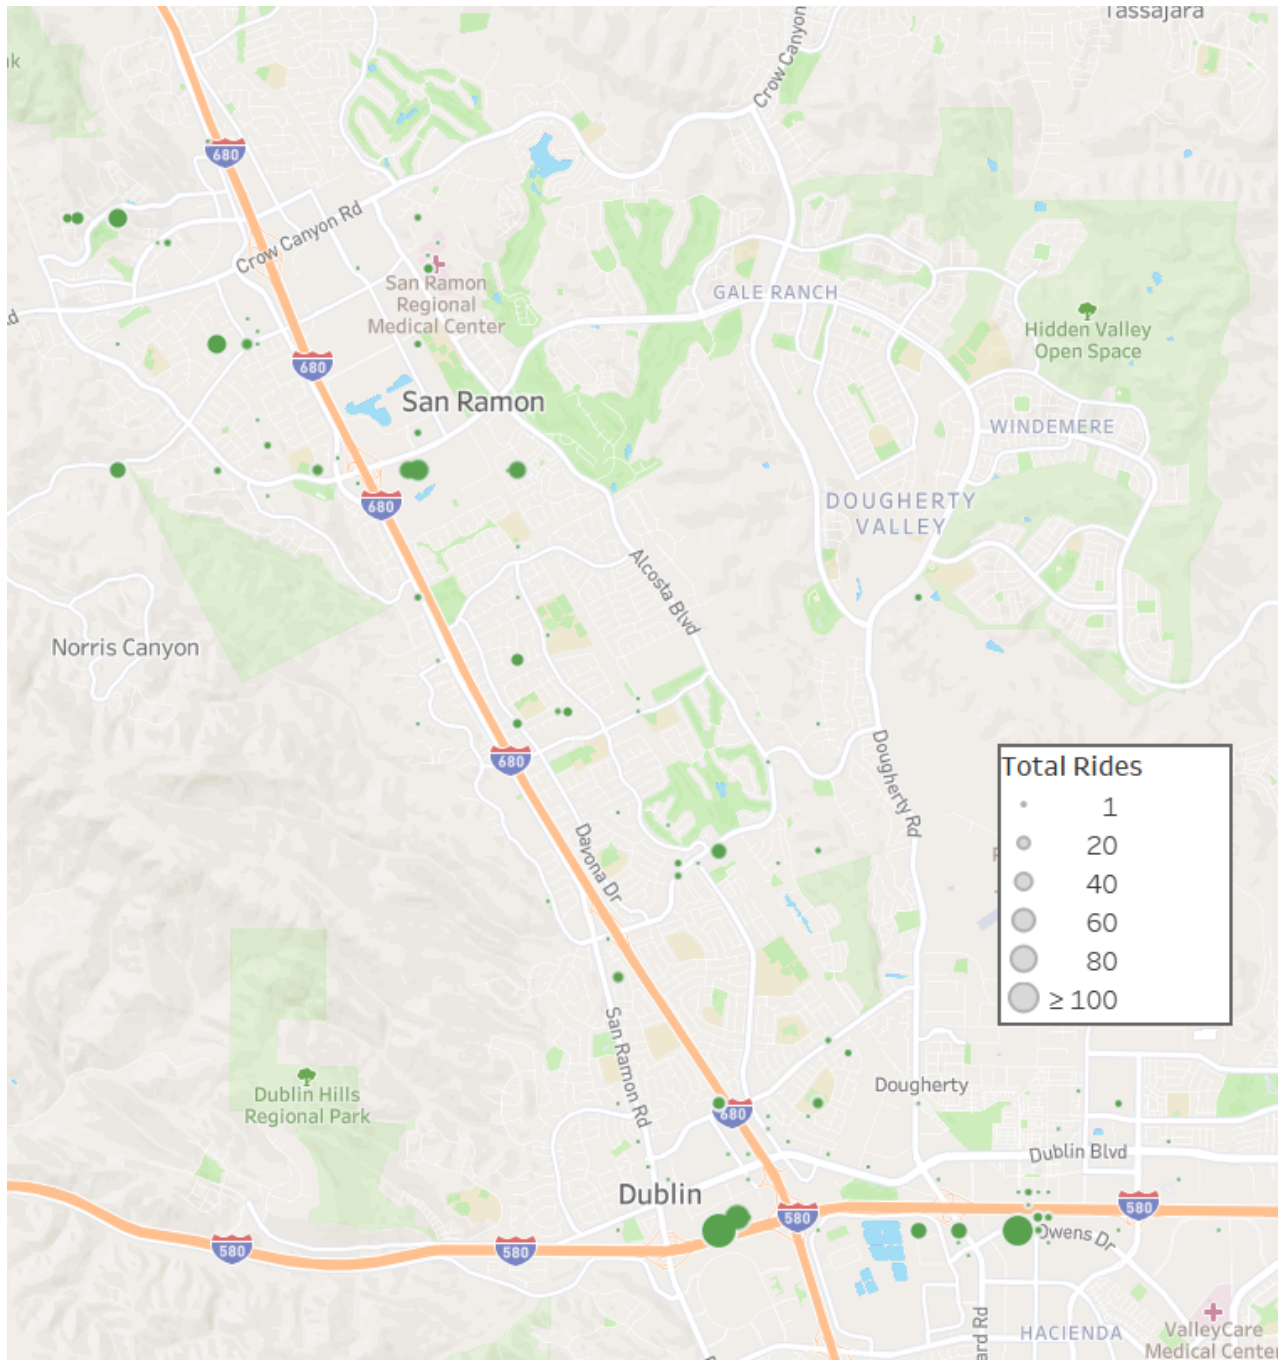 Tassajara
Crow Canyon
680
Crow Canyon Rd
San Ramon
Regional
Medical Center
GALE RANCH
Hidden Valley
Open Space
680
San Ramon
WINDEMERE
680
DOUGHERTY
VALLEY
Alcosta Blvd
Norris Canyon
680
Dougherty Rd
Total Rides
1
20
40
60
80
≥ 100
Davona Dr
San Ramon Rd
Dublin Hills
Regional Park
Dougherty
680
Dublin Blvd
Dublin
580
580
580
580
Owens Dr
HACIENDA
ValleyCare
Medical Center